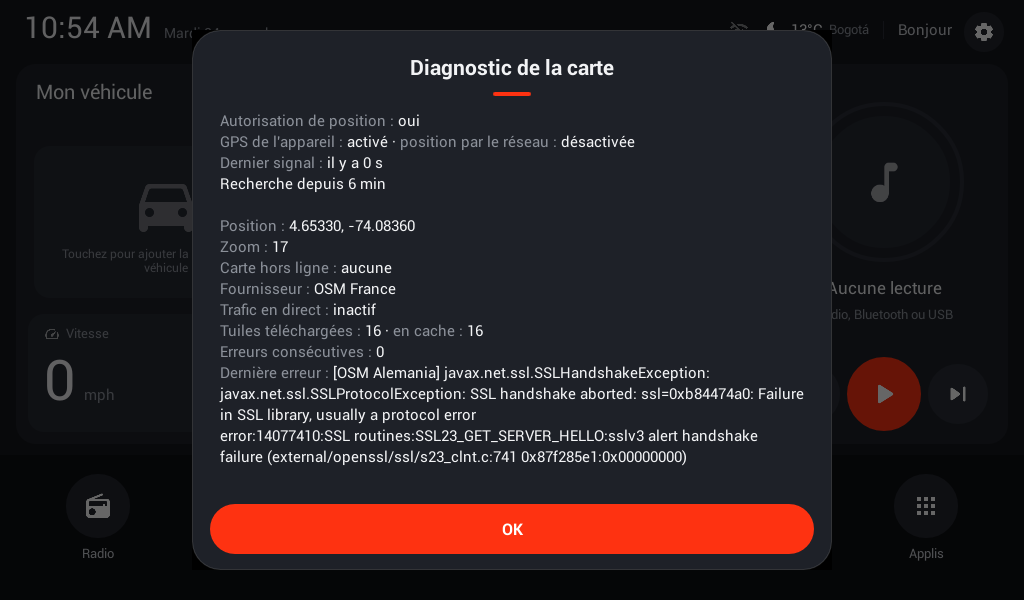 10:54 AM
13°C Bogotá Bonjour
Diagnostic de la carte
Mon véhicule
Autorisation de position : oui
GPS de l'appareil : activé · position par le réseau : désactivée
Dernier signal : il y a 0 s
Recherche depuis 6 min
Position : 4.65330, -74.08360
Zoom : 17
Carte hors ligne : aucune
Fournisseur : OSM France
Trafic en direct : inactif
Tuiles téléchargées : 16 · en cache : 16
Erreurs consécutives : 0
Dernière erreur : [OSM Alemania] javax.net.ssl.SSLHandshakeException:
javax.net.ssl.SSLProtocolException: SSL handshake aborted: ssl=0xb84474a0: Failure
in SSL library, usually a protocol error
error:14077410:SSL routines:SSL23_GET_SERVER_HELLO:sslv3 alert handshake
failure (external/openssl/ssl/s23_clnt.c:741 0x87f285e1:0x00000000)
OK
Touchez pour ajouter la
véhicule
Vitesse
0 mph
Aucune lecture
Bluetooth ou USB
Radio
Applis